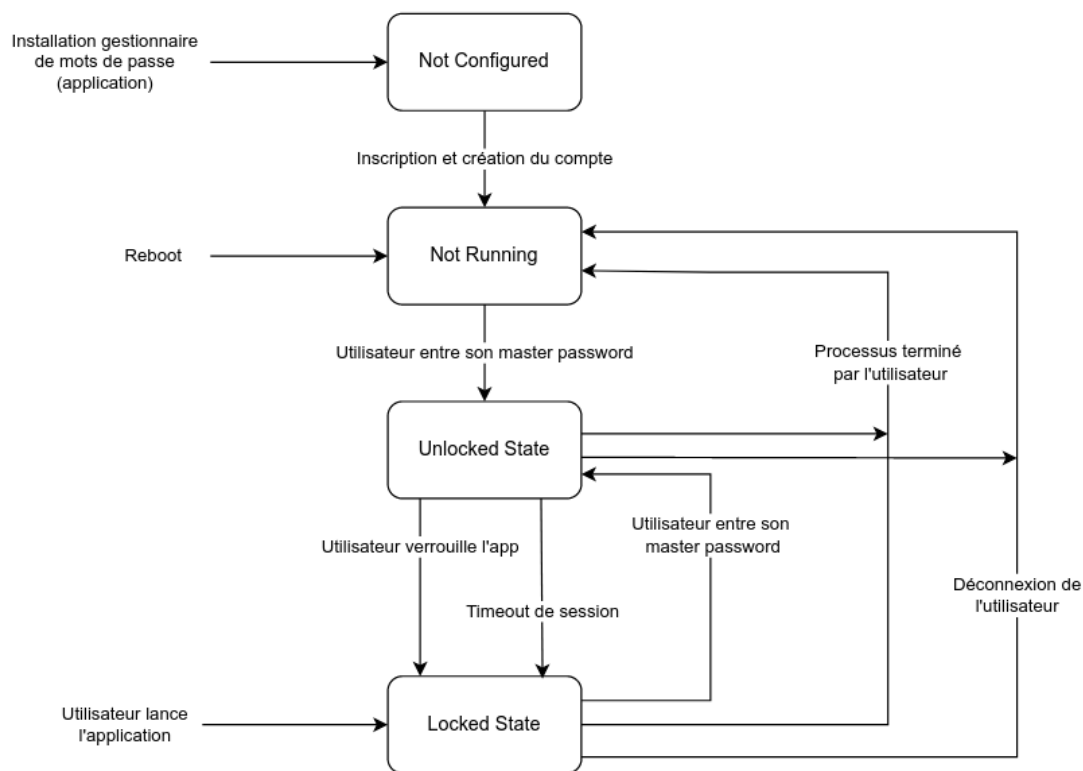 Installation gestionnaire
de mots de passe
(application)
Not Configured
Inscription et création du compte
Reboot
Not Running
Utilisateur entre son master password
Processus terminé
par l'utilisateur
Unlocked State
Utilisateur verrouille l'app
Utilisateur entre son
master password
Timeout de session
Déconnexion de
l'utilisateur
Utilisateur lance
l'application
Locked State